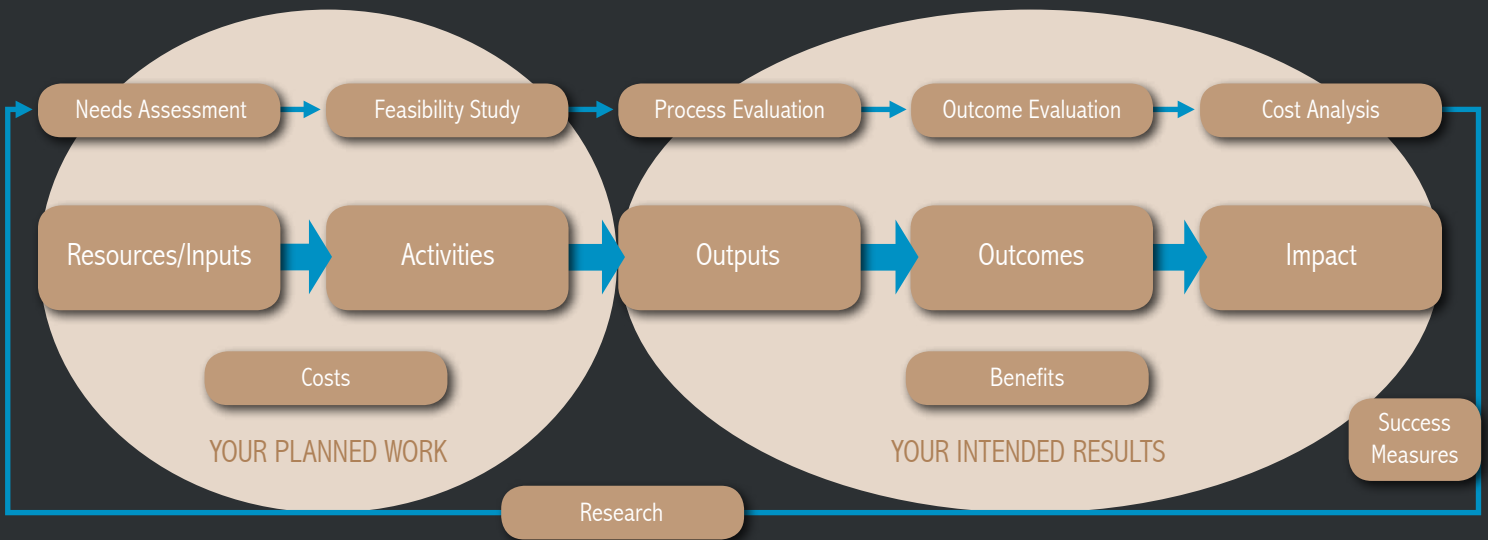 Needs Assessment
Feasibility Study
Process Evaluation
Outcome Evaluation
Cost Analysis
Resources/Inputs
Activities
Outputs
Outcomes
Impact
Costs
Benefits
YOUR PLANNED WORK
YOUR INTENDED RESULTS
Success
Measures
Research